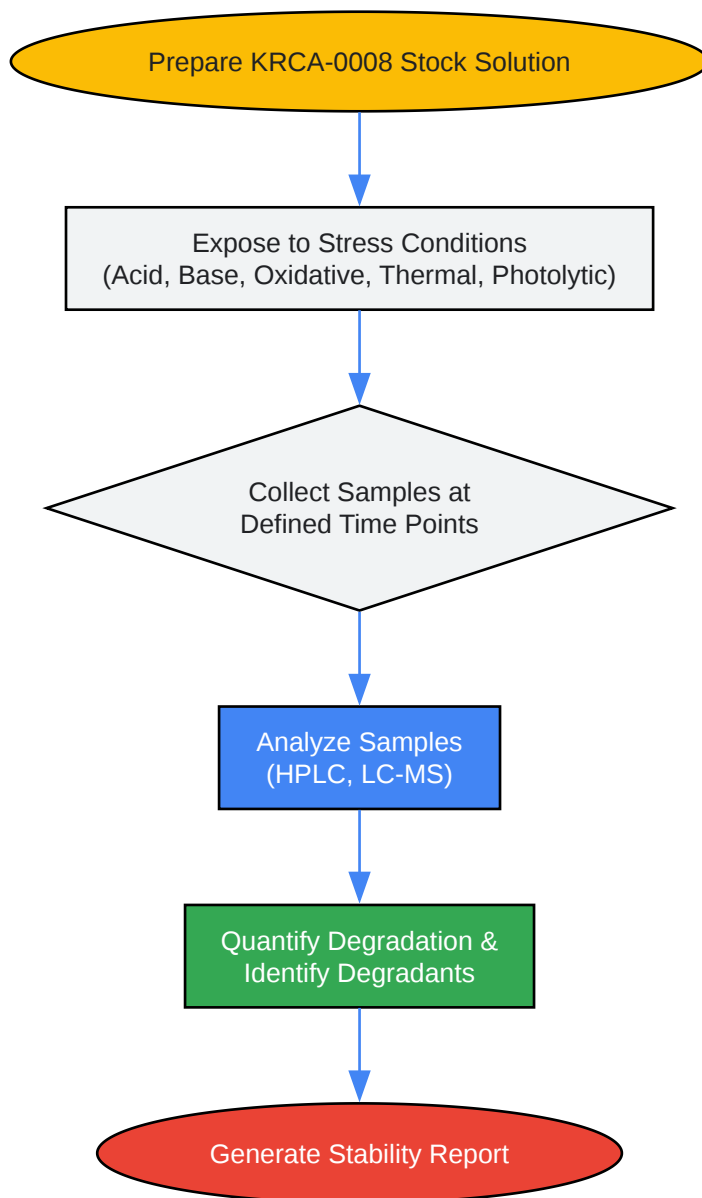 Prepare KRCA-0008 Stock Solution
Expose to Stress Conditions
(Acid, Base, Oxidative, Thermal, Photolytic)
Collect Samples at
Defined Time Points
Analyze Samples
(HPLC, LC-MS)
Quantify Degradation &
Identify Degradants
Generate Stability Report